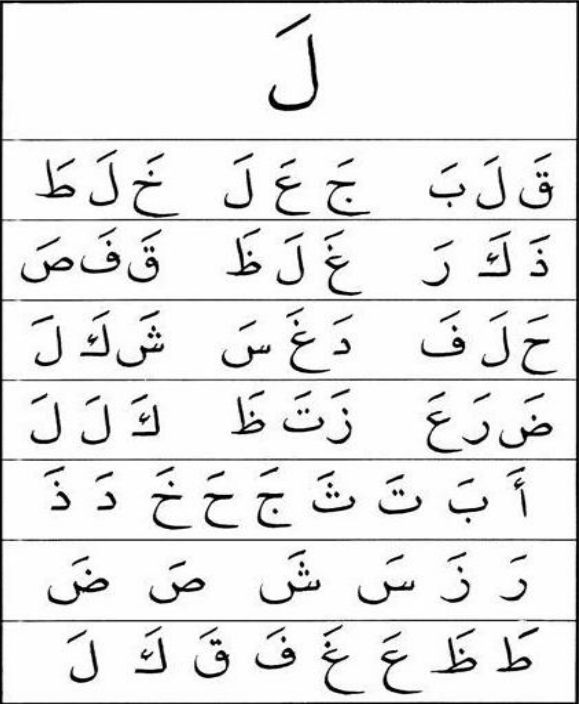 لَ
قَ لَ بَ جَ عَ لَ خَ لَ طَ
ذَ كَ رَ غَ لَ ظَ قَ فَ صَ
حَ لَ فَ دَ غَ سَ شَ كَ لَ
ضَ رَ عَ زَ تَ ظَ كَ لَ لَ
أَ بَ تَ ثَ جَ حَ خَ دَ ذَ
رَ زَ سَ شَ صَ ضَ
طَ ظَ عَ غَ فَ قَ كَ لَ